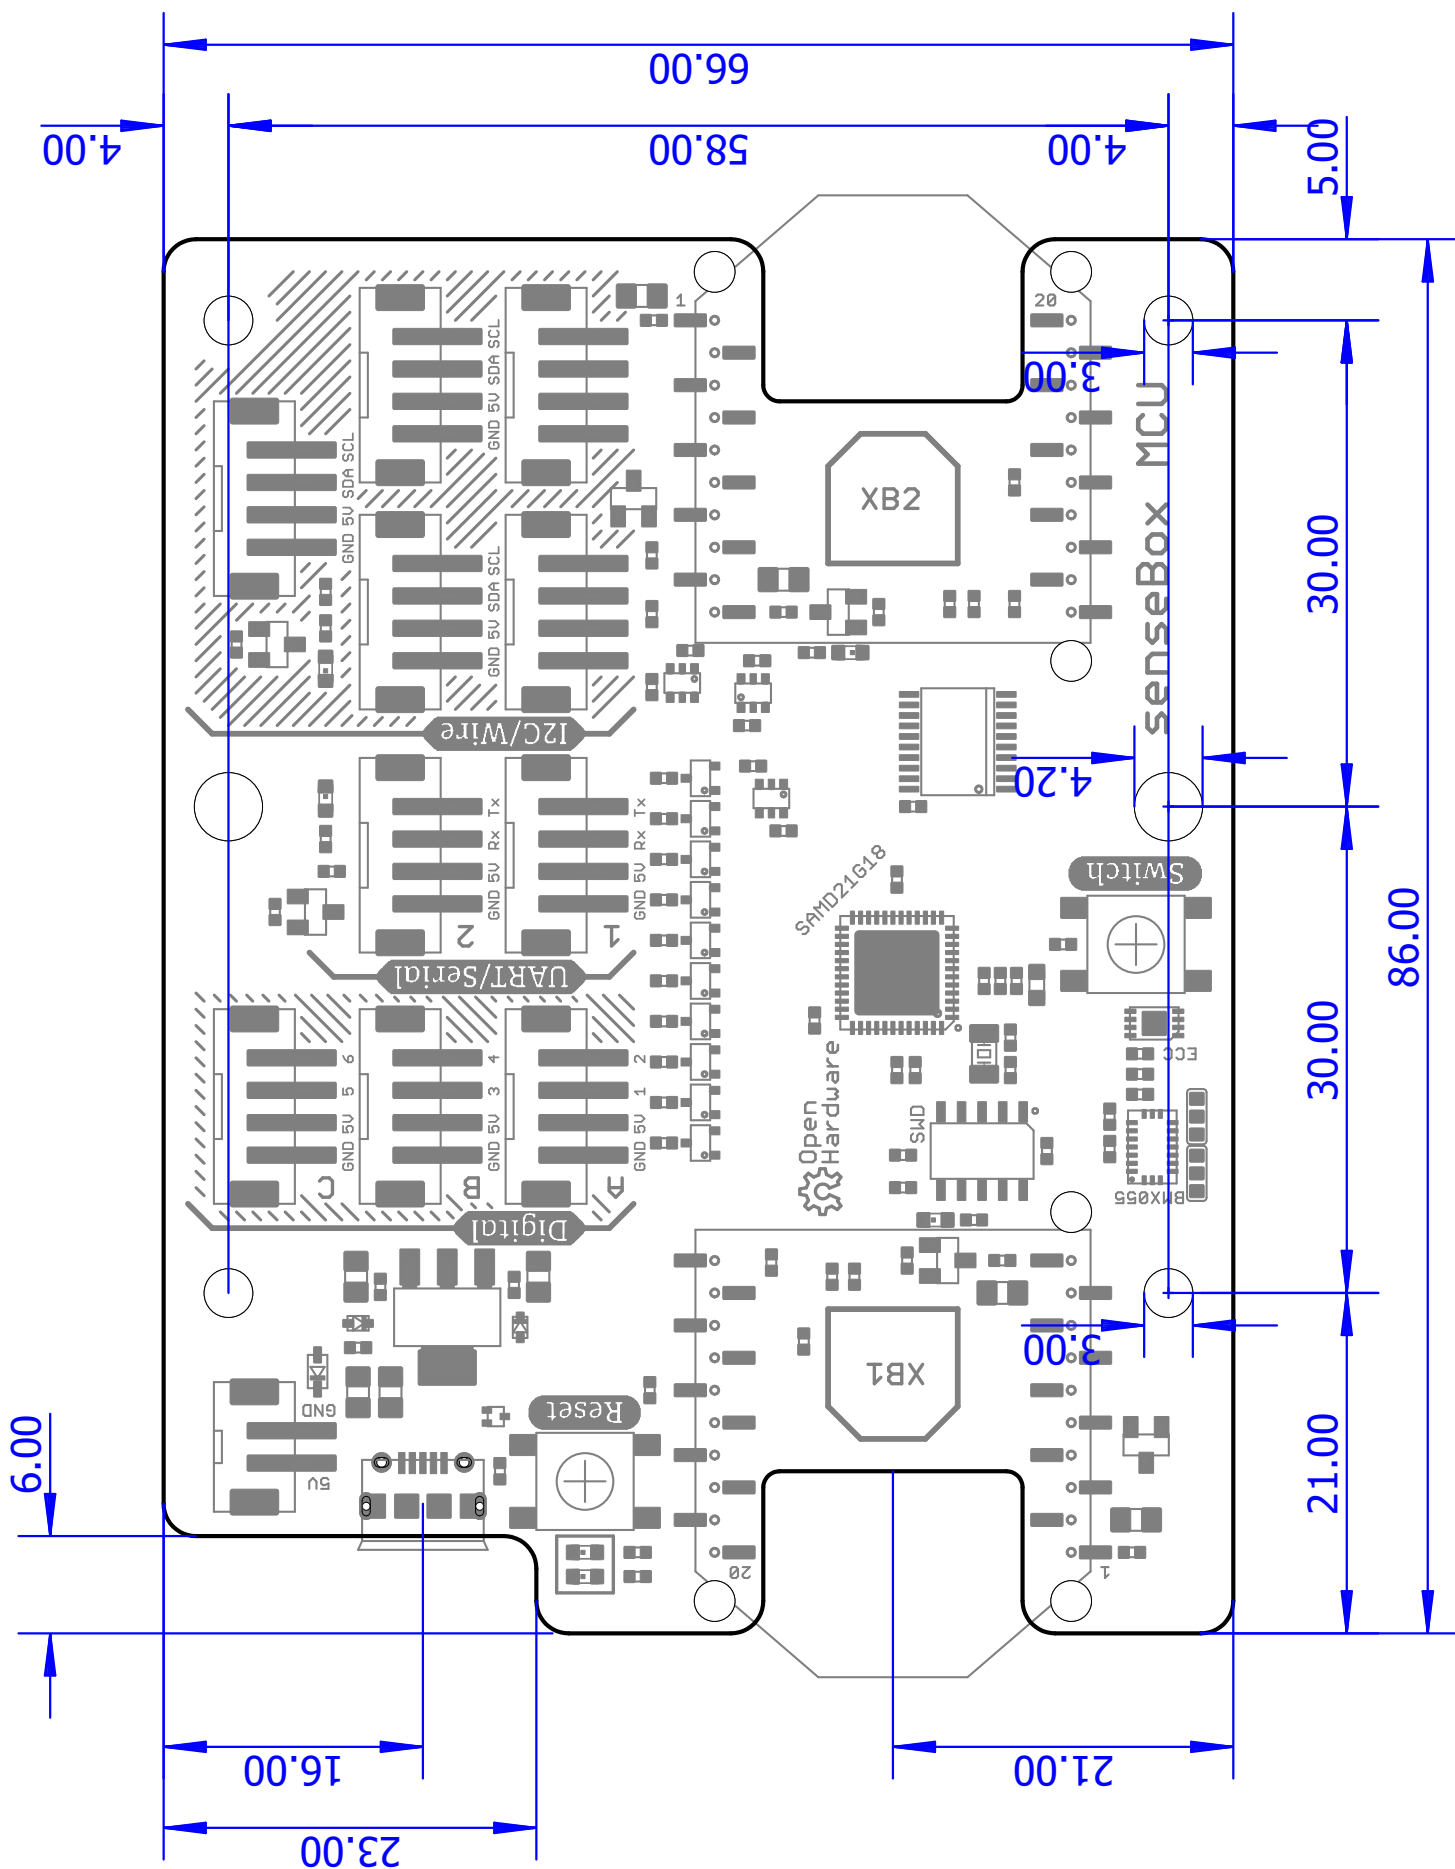 66.00
58.00
4.00
4.00
5.00
1
20
3.00
GND 5V SDA SCL
GND 5V SDA SCL
GND 5V SDA SCL
GND 5V SDA SCL
GND 5V SDA SCL
XB2
senseBox MCU
30.00
I2C/Wire
4.20
GND 5V Rx Tx
GND 5V Rx Tx
2
1
UART/Serial
SAMD21G18
Switch
86.00
ECC
GND 5V 5 6
GND 5V 3 4
GND 5V 1 2
C
B
A
Digital
Open
Hardware
SWD
BMX055
30.00
3.00
XB1
Reset
GND
5V
6.00
21.00
20
1
16.00
21.00
23.00